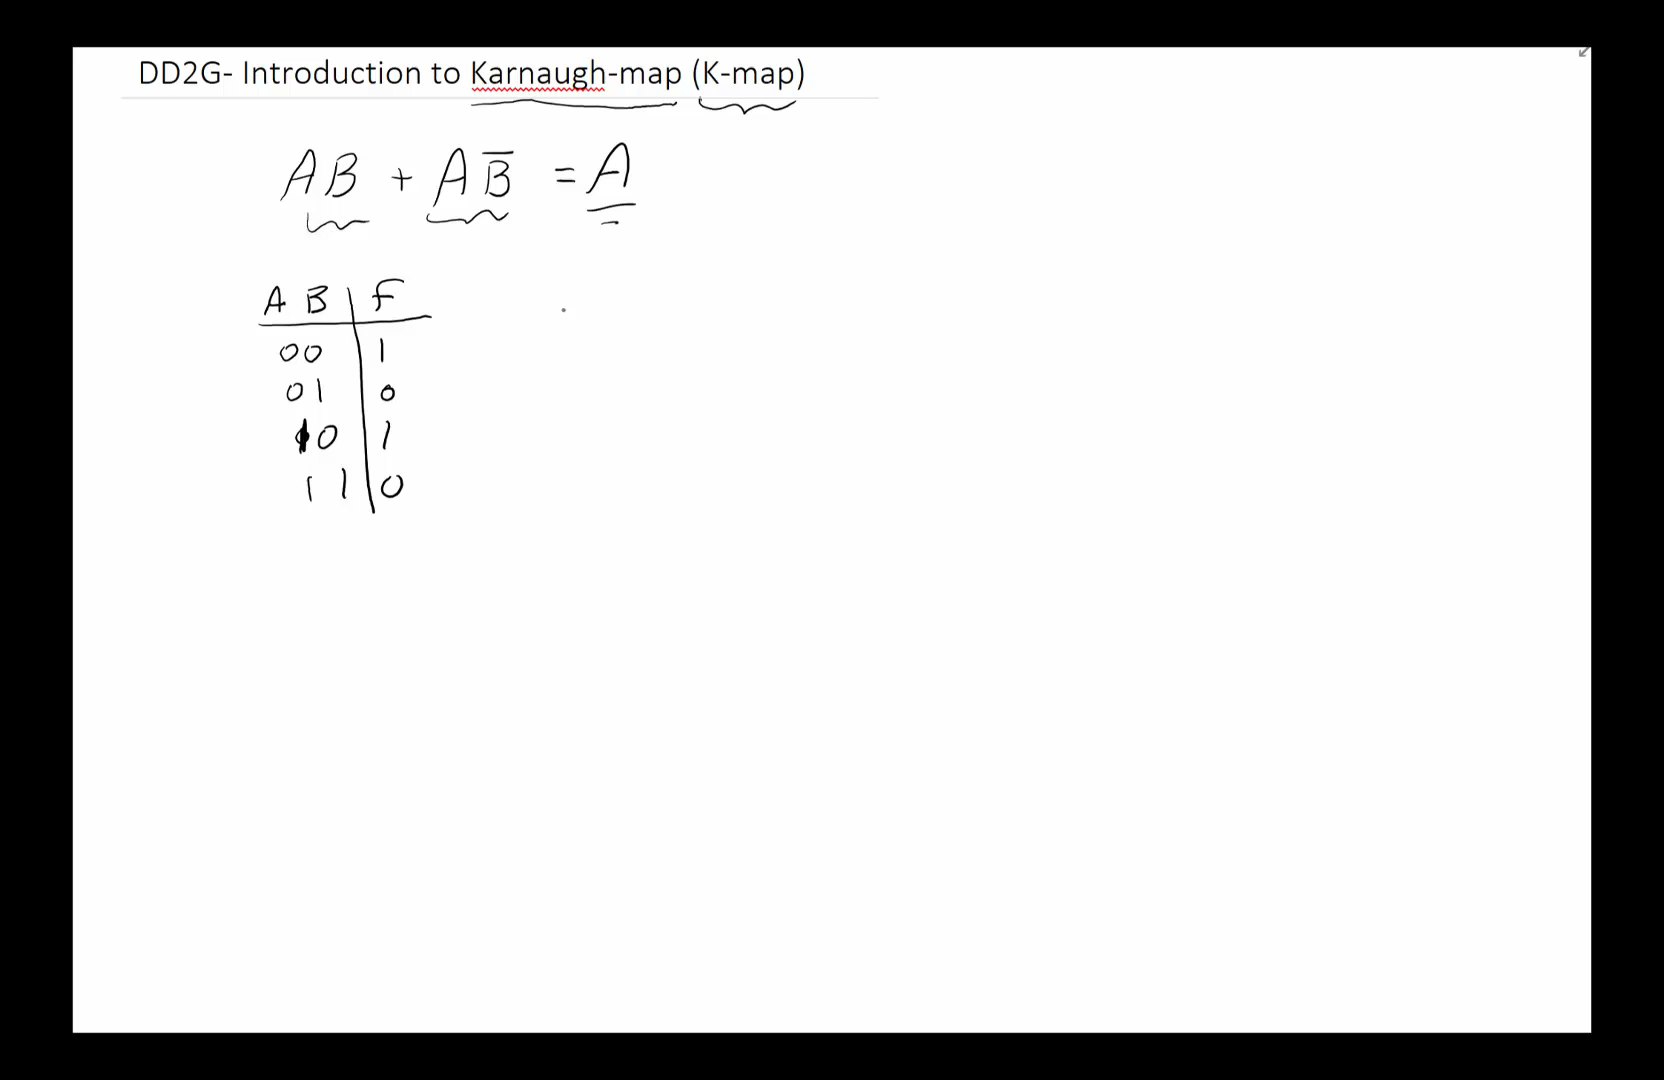 DD2G- Introduction to Karnaugh-map (K-map)
AB + AB̅ = A
A B | F
00 | 1
01 | 0
10 | 1
11 | 0